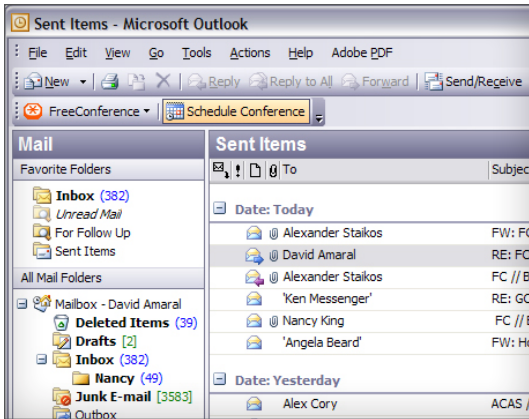 Sent Items - Microsoft Outlook
File Edit View Go Tools Actions Help Adobe PDF
New Reply Reply to All Forward Send/Receive
FreeConference Schedule Conference
Mail
Favorite Folders
Inbox (382)
Unread Mail
For Follow Up
Sent Items
All Mail Folders
Mailbox - David Amaral
Deleted Items (39)
Drafts [2]
Inbox (382)
Nancy (49)
Junk E-mail [3583]
Outbox
Sent Items
! To Subjec
Date: Today
Alexander Staikos FW: FC
David Amaral RE: FC
Alexander Staikos FC // B
'Ken Messenger' RE: GC
Nancy King FC // B
'Angela Beard' FW: Ho
Date: Yesterday
Alex Cory ACAS /